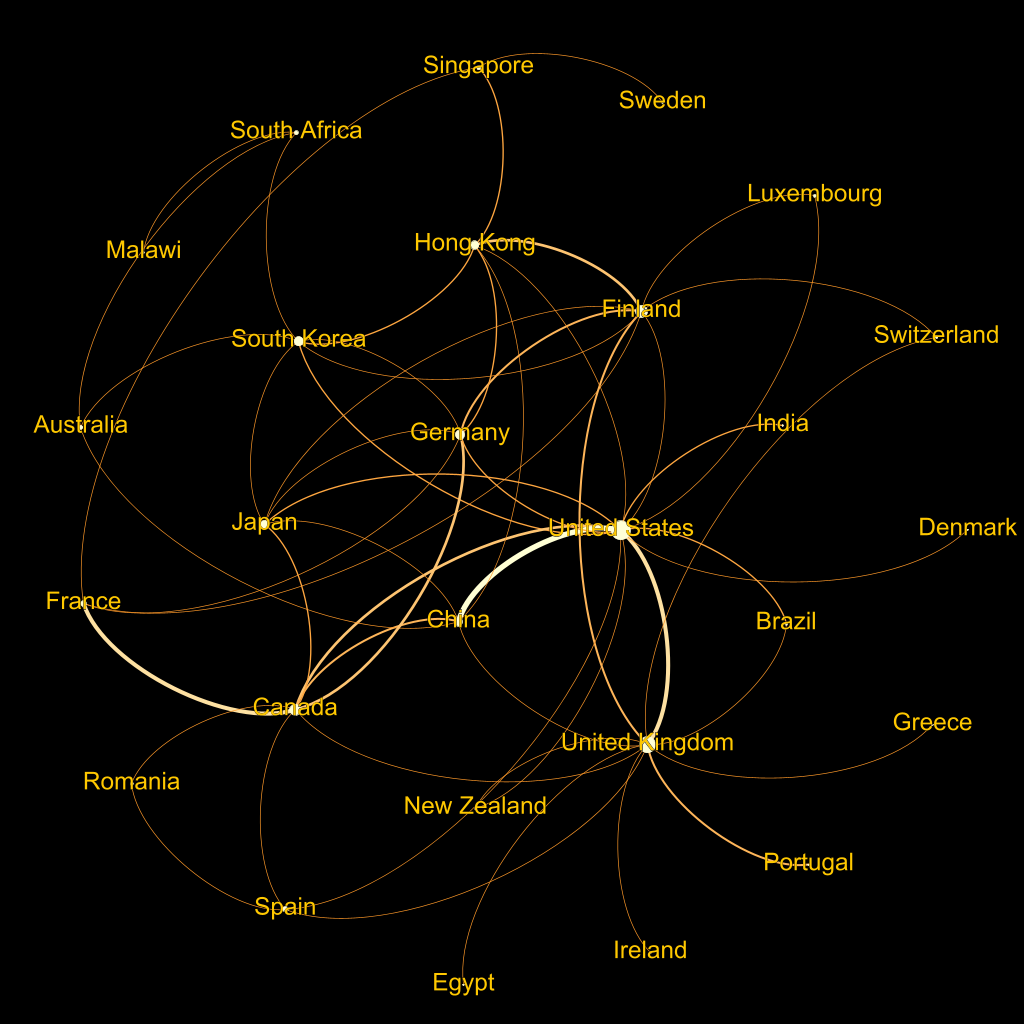 Singapore
Sweden
South Africa
Luxembourg
Malawi
Hong Kong
Finland
South Korea
Switzerland
Australia
Germany
India
Japan
United States
Denmark
France
China
Brazil
Canada
Greece
United Kingdom
Romania
New Zealand
Portugal
Spain
Ireland
Egypt